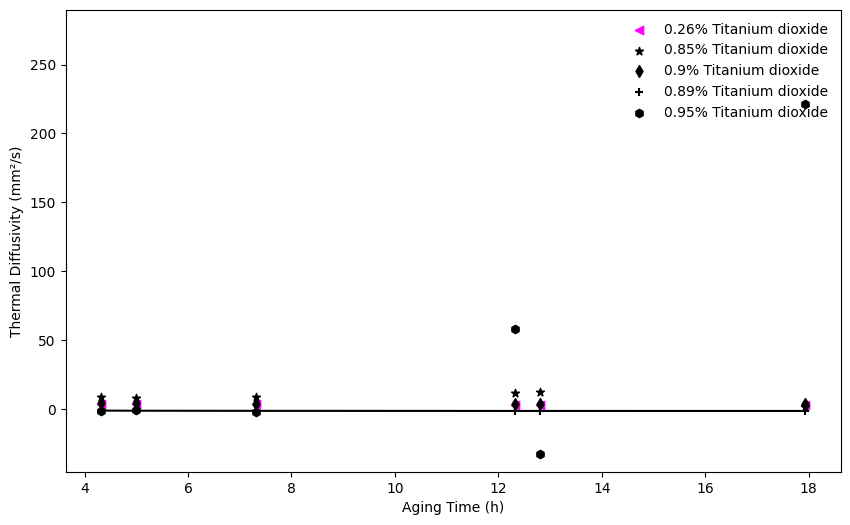 0.26% Titanium dioxide
0.85% Titanium dioxide
0.9% Titanium dioxide
0.89% Titanium dioxide
0.95% Titanium dioxide
Thermal Diffusivity (mm²/s)
250
200
150
100
50
0
4
6
8
10
12
14
16
18
Aging Time (h)